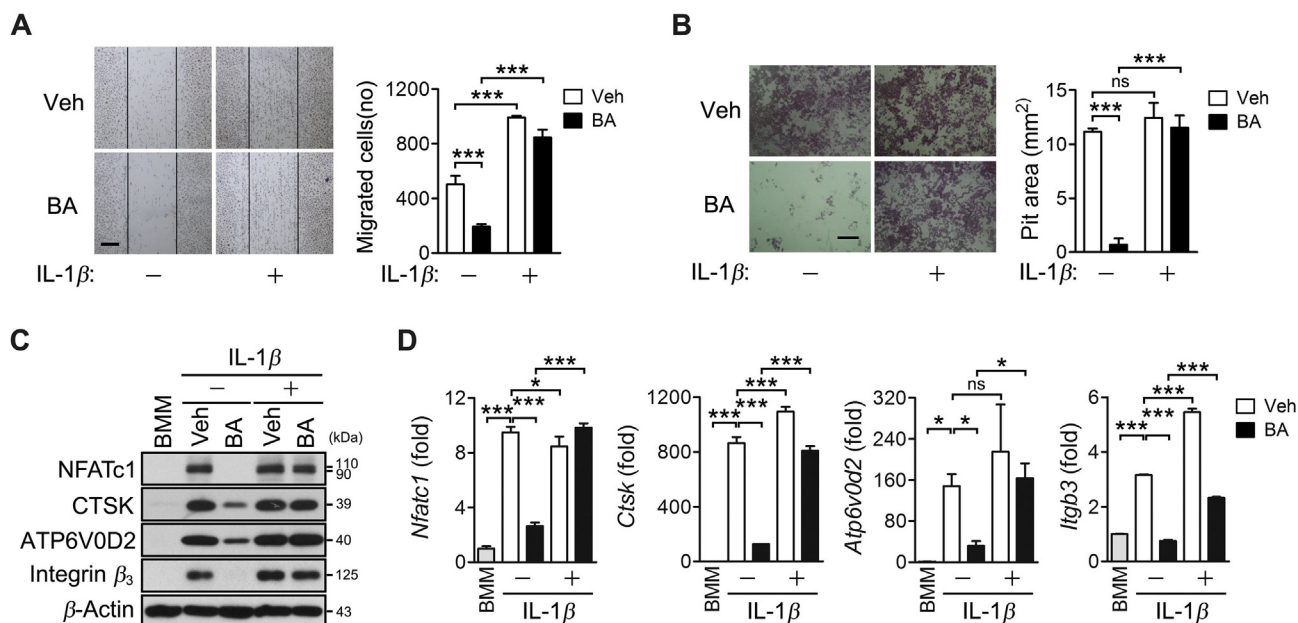 A
Veh
BA
IL-1β: − +
Migrated cells(no)
1200
800
400
0
***
***
***
Veh
BA
IL-1β: − +
B
Veh
BA
IL-1β: − +
Pit area (mm²)
15
10
5
0
***
ns
***
Veh
BA
IL-1β: − +
C
IL-1β
− +
BMM Veh BA Veh BA (kDa)
NFATc1 110 90
CTSK 39
ATP6V0D2 40
Integrin β₃ 125
β-Actin 43
D
Nfatc1 (fold)
12
8
4
0
***
*
*** ***
BMM − +
IL-1β
Ctsk (fold)
1200
800
400
0
***
***
*** ***
BMM − +
IL-1β
Atp6v0d2 (fold)
320
240
160
80
0
*
ns
* *
BMM − +
IL-1β
Itgb3 (fold)
6
4
2
0
***
***
***
***
BMM − +
IL-1β
Veh
BA